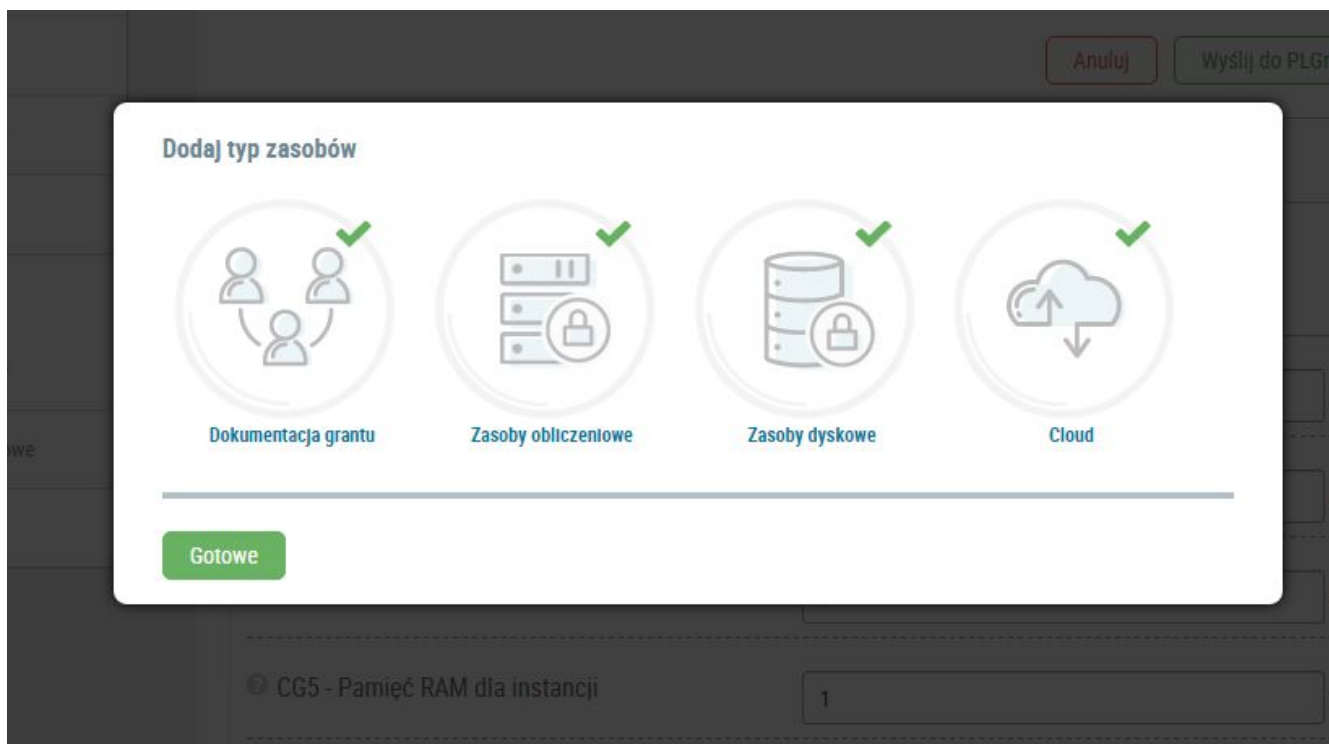 Anuluj
Wyślij do PLGr
Dodaj typ zasobów
Dokumentacja grantu
Zasoby obliczeniowe
Zasoby dyskowe
Cloud
owe
Gotowe
CG5 - Pamięć RAM dla instancji
1